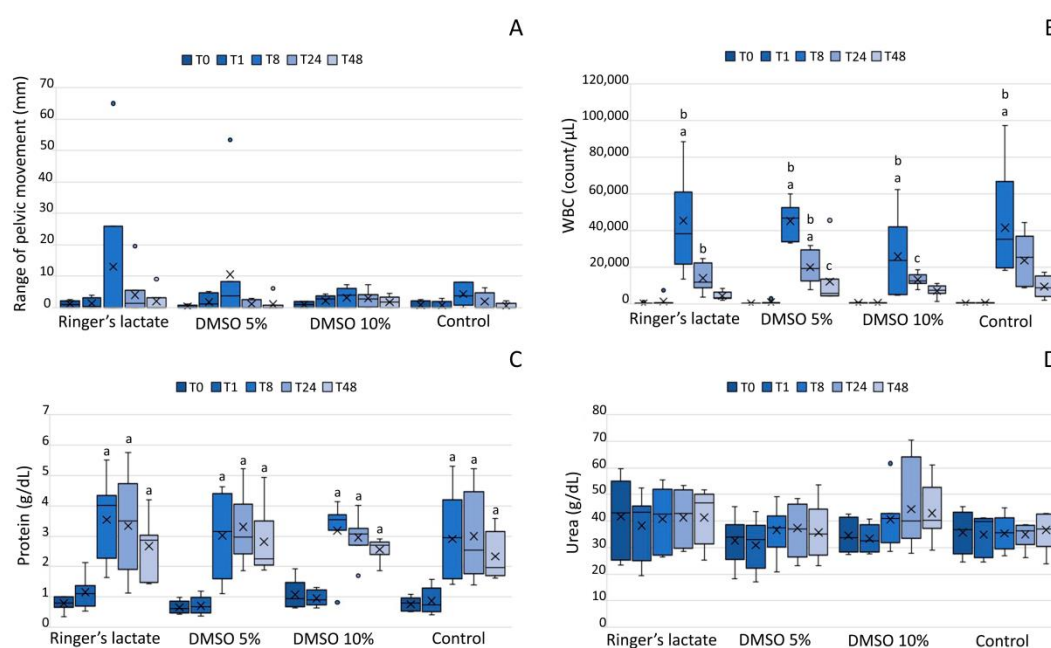 A
T0 T1 T8 T24 T48
Range of pelvic movement (mm)
70
60
50
40
30
20
10
0
Ringer's lactate DMSO 5% DMSO 10% Control
T0 T1 T8 T24 T48
WBC (count/µL)
120,000
100,000
80,000
60,000
40,000
20,000
0
b
a
b
b
a
b
a
c
b
a
c
b
a
Ringer's lactate DMSO 5% DMSO 10% Control
C
T0 T1 T8 T24 T48
Protein (g/dL)
7
6
5
4
3
2
1
0
a a a a a a a a a a a a
Ringer's lactate DMSO 5% DMSO 10% Control
D
T0 T1 T8 T24 T48
Urea (g/dL)
80
70
60
50
40
30
20
10
0
Ringer's lactate DMSO 5% DMSO 10% Control